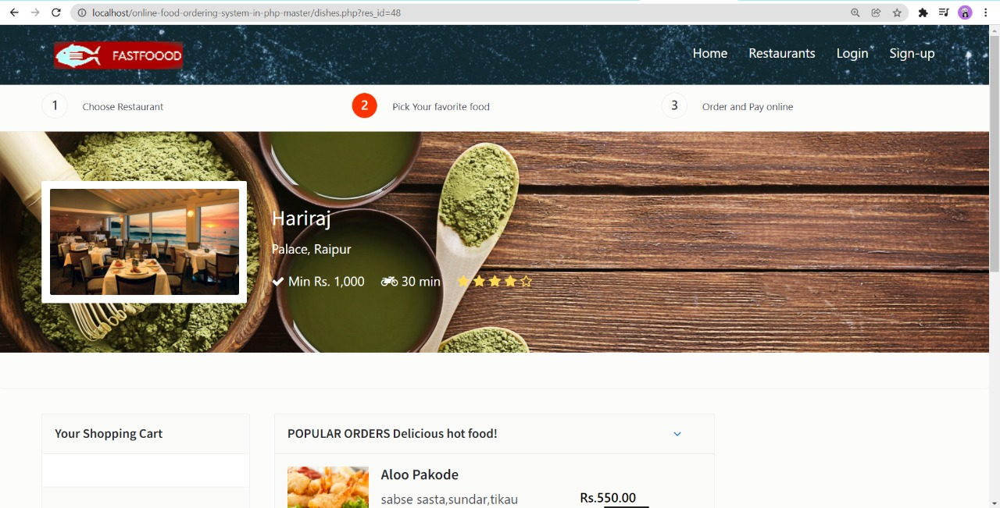 localhost/online-food-ordering-system-in-php-master/dishes.php?res_id=48
FASTFOOOD
Home Restaurants Login Sign-up
1 Choose Restaurant 2 Pick Your favorite food 3 Order and Pay online
Hariraj
Palace, Raipur
Min Rs. 1,000 30 min
Your Shopping Cart
POPULAR ORDERS Delicious hot food!
Aloo Pakode
sabse sasta,sundar,tikau
Rs.550.00